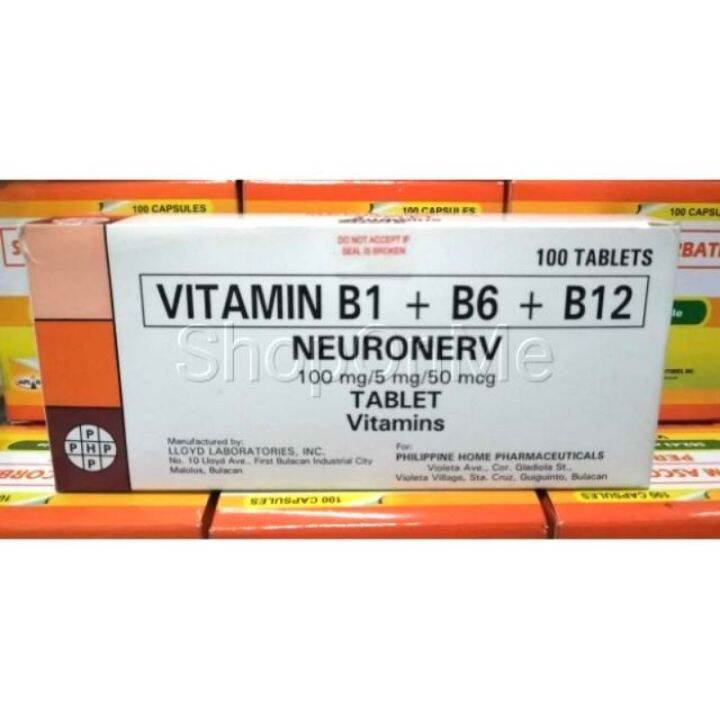 100 CAPSULES
100 CAPSULES
100 CAPSULES
DO NOT ACCEPT IF
SEAL IS BROKEN
100 TABLETS
VITAMIN B1 + B6 + B12
NEURONERV
ShopOnMe
100 mg/5 mg/50 mcg
TABLET
Vitamins
Manufactured by:
LLOYD LABORATORIES, INC.
No. 10 Lloyd Ave., First Bulacan Industrial City
Malolos, Bulacan
For:
PHILIPPINE HOME PHARMACEUTICALS
Violeta Ave., Cor. Gladiola St.,
Violeta Village, Sta. Cruz, Guiguinto, Bulacan
P
PHP
P
100 CAPSULES
100 CAPSULES